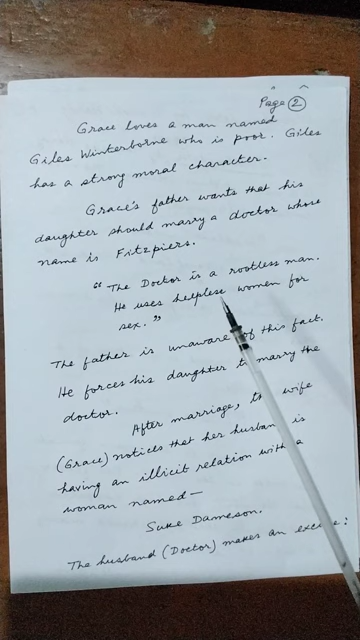 Page 2
Grace loves a man named
Giles Winterborne who is poor. Giles
has a strong moral character.
Grace's father wants that his
daughter should marry a doctor whose
name is Fitzpiers.
"The Doctor is a rootless man.
He uses helplese women for
sex."
The father is unaware of this fact.
He forces his daughter to marry the
doctor.
After marriage, wife
(Grace) notices that her husban is
having an illicit relation with a
woman named—
Suke Dameson.
The husband (Doctor) makes an excuse: